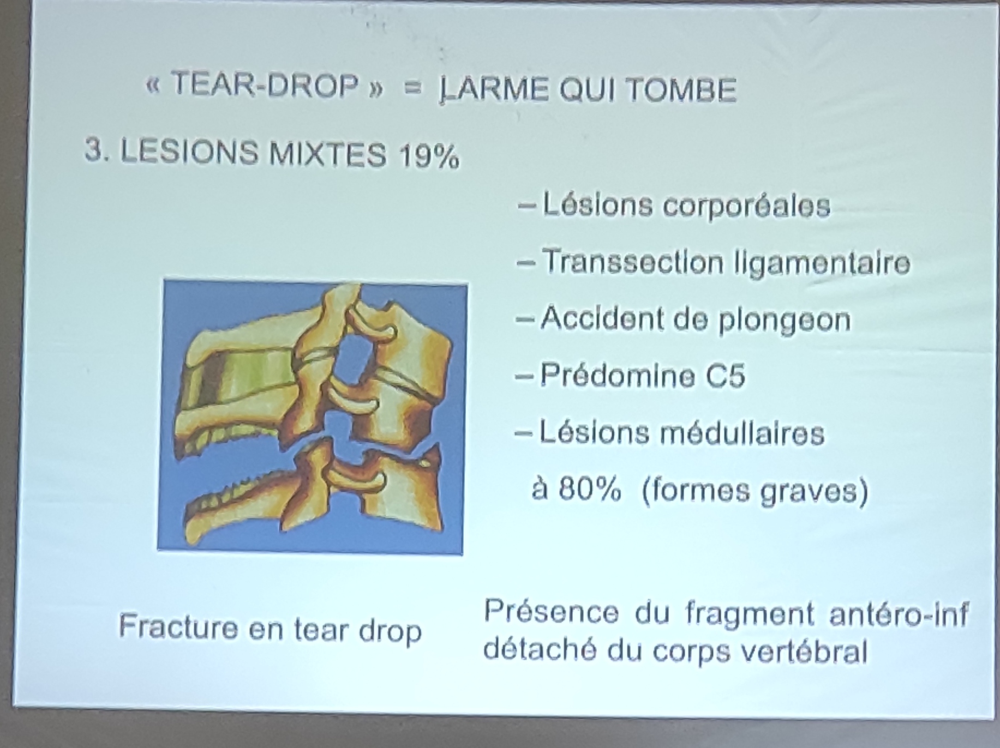 « TEAR-DROP » = LARME QUI TOMBE
3. LESIONS MIXTES 19%
– Lésions corporéales
– Transsection ligamentaire
– Accident de plongeon
– Prédomine C5
– Lésions médullaires
à 80% (formes graves)
Fracture en tear drop
Présence du fragment antéro-inf
détaché du corps vertébral